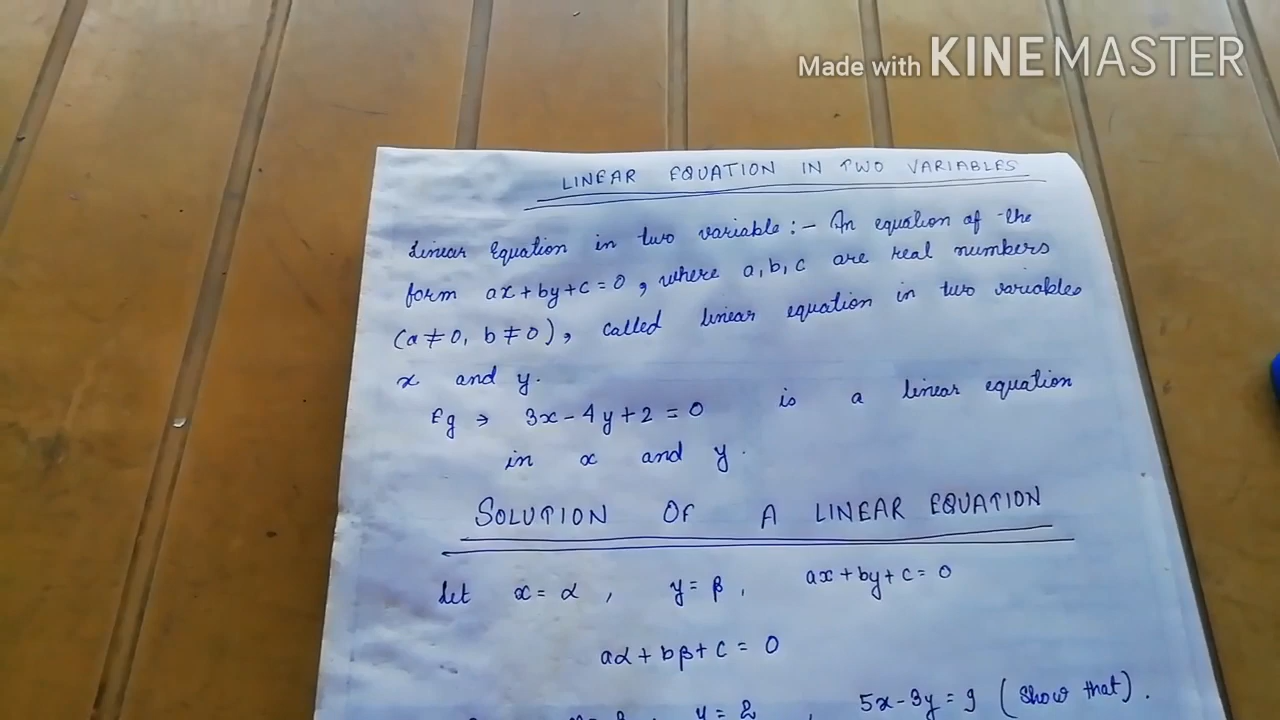 Made with KINEMASTER
LINEAR EQUATION IN TWO VARIABLES
Linear Equation in two variable :- An equation of the
form ax+by+c=0, where a, b, c are real numbers
(a≠0, b≠0), called linear equation in two variables
x and y.
Eg → 3x-4y+2=0 is a linear equation
in x and y.
SOLUTION OF A LINEAR EQUATION
Let x=α, y=β, ax+by+c=0
aα+bβ+c=0
y=2, 5x-3y=9 (Show that).